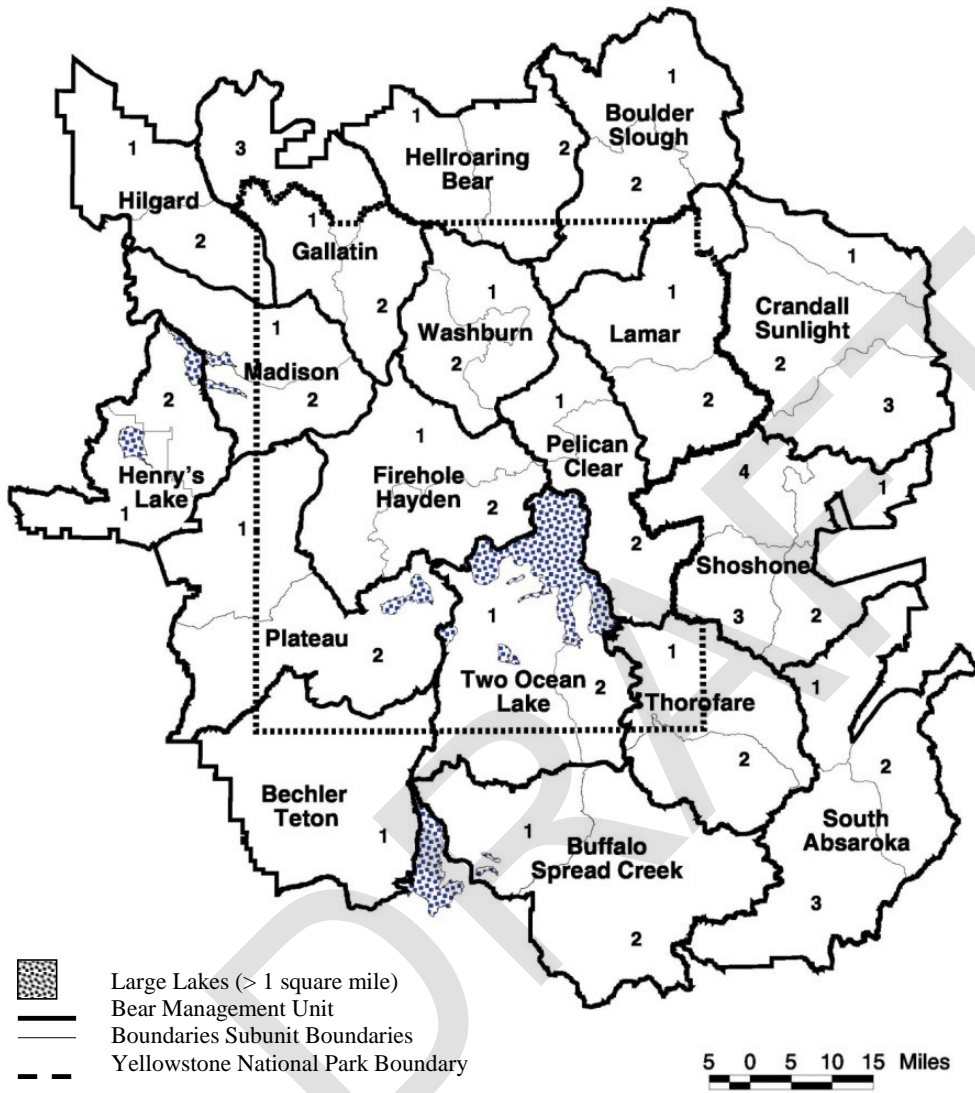 1
Boulder
Slough
2
1
Hellroaring
Bear
2
3
1
Hilgard
2
1
Gallatin
2
1
Washburn
2
1
Lamar
2
1
Crandall
Sunlight
2
3
1
Madison
2
2
Henry's
Lake
1
1
Firehole
Hayden
2
1
Pelican
Clear
2
4
1
Shoshone
3
2
1
Plateau
2
1
Two Ocean
Lake
2
1
Thorofare
2
1
2
South
Absaroka
3
Bechler
Teton
1
1
Buffalo
Spread Creek
2
DRAFT
Large Lakes (> 1 square mile)
Bear Management Unit
Boundaries Subunit Boundaries
Yellowstone National Park Boundary
5 0 5 10 15 Miles